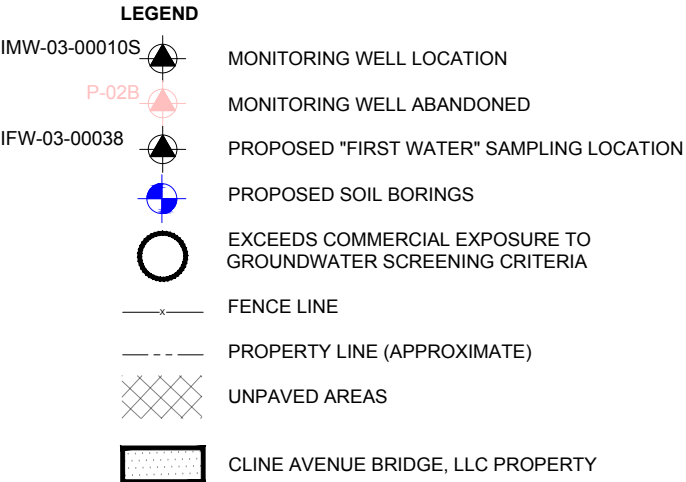 LEGEND
IMW-03-00010S
MONITORING WELL LOCATION
P-02B
MONITORING WELL ABANDONED
IFW-03-00038
PROPOSED "FIRST WATER" SAMPLING LOCATION
PROPOSED SOIL BORINGS
EXCEEDS COMMERCIAL EXPOSURE TO
GROUNDWATER SCREENING CRITERIA
x
FENCE LINE
PROPERTY LINE (APPROXIMATE)
UNPAVED AREAS
CLINE AVENUE BRIDGE, LLC PROPERTY